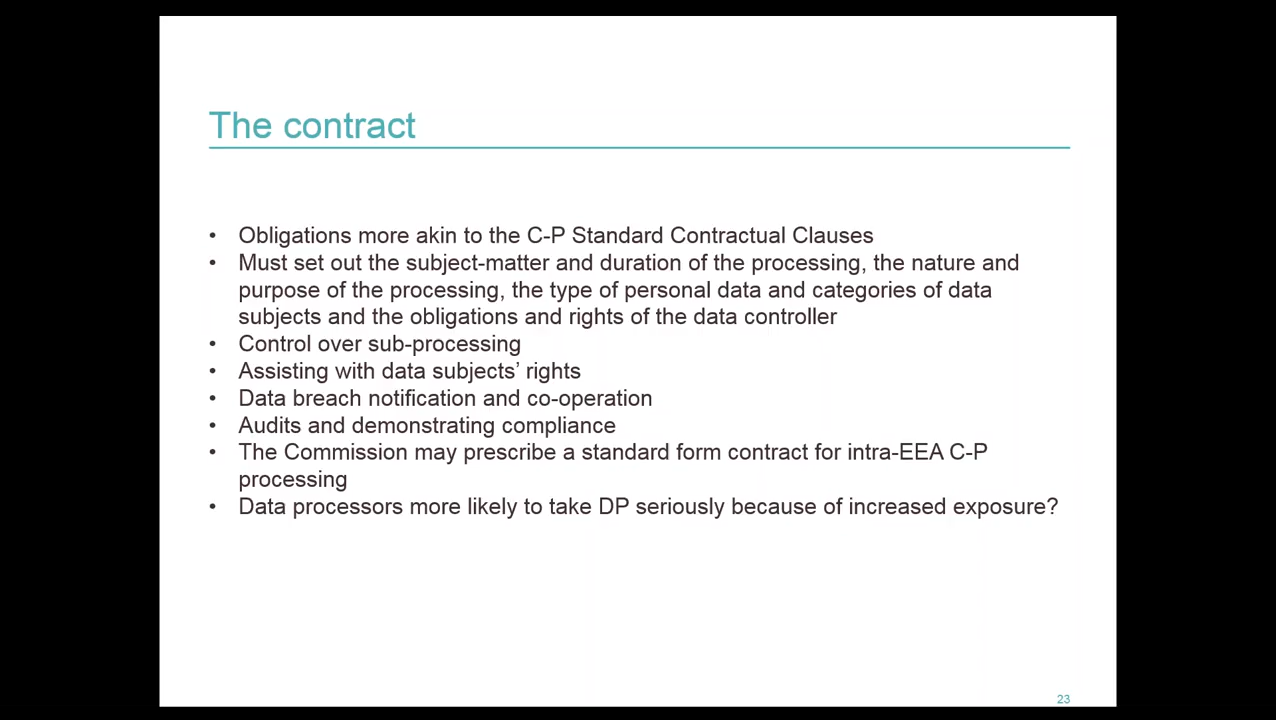 The contract
• Obligations more akin to the C-P Standard Contractual Clauses
• Must set out the subject-matter and duration of the processing, the nature and
purpose of the processing, the type of personal data and categories of data
subjects and the obligations and rights of the data controller
• Control over sub-processing
• Assisting with data subjects’ rights
• Data breach notification and co-operation
• Audits and demonstrating compliance
• The Commission may prescribe a standard form contract for intra-EEA C-P
processing
• Data processors more likely to take DP seriously because of increased exposure?
23